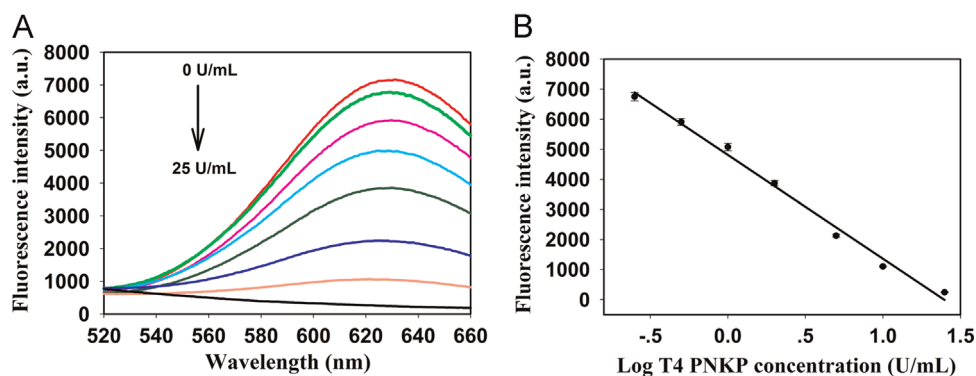 A
Fluorescence intensity (a.u.)
8000
7000
6000
5000
4000
3000
2000
1000
0
0 U/mL
25 U/mL
520 540 560 580 600 620 640 660
Wavelength (nm)
B
Fluorescence intensity (a.u.)
8000
7000
6000
5000
4000
3000
2000
1000
0
-.5 0.0 0.5 1.0 1.5
Log T4 PNKP concentration (U/mL)